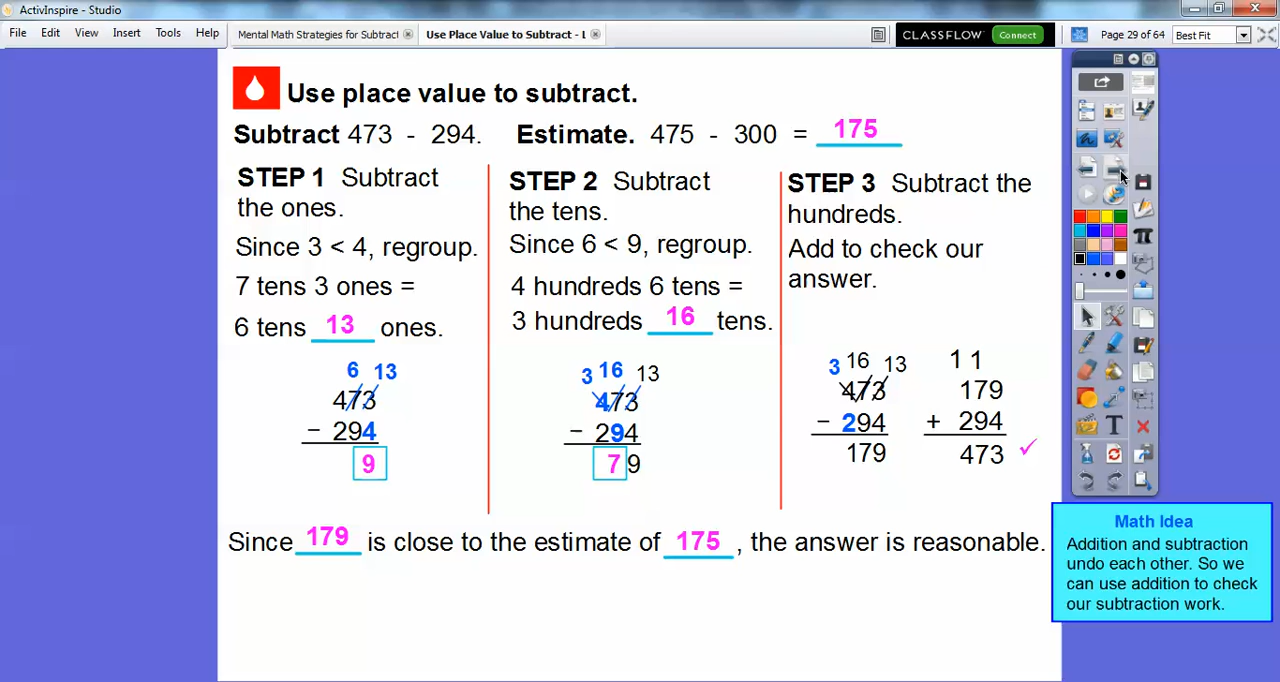 ActivInspire - Studio
File Edit View Insert Tools Help
Mental Math Strategies for Subtract
Use Place Value to Subtract - L
CLASSFLOW Connect
Page 29 of 64
Best Fit
Use place value to subtract.
Subtract 473 - 294. Estimate. 475 - 300 = 175
STEP 1 Subtract
the ones.
Since 3 < 4, regroup.
7 tens 3 ones =
6 tens 13 ones.
6 13
473
- 294
9
STEP 2 Subtract
the tens.
Since 6 < 9, regroup.
4 hundreds 6 tens =
3 hundreds 16 tens.
3 16 13
473
- 294
79
STEP 3 Subtract the
hundreds.
Add to check our
answer.
3 16 13
473
- 294
179
1 1
179
+ 294
473 ✓
Since 179 is close to the estimate of 175, the answer is reasonable.
Math Idea
Addition and subtraction
undo each other. So we
can use addition to check
our subtraction work.